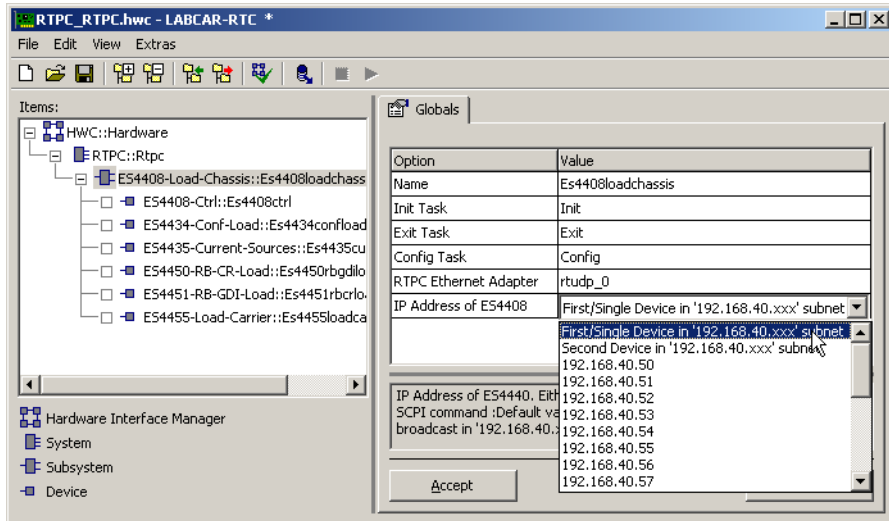 RTPC_RTPC.hwc - LABCAR-RTC *
File Edit View Extras
Items:
HWC::Hardware
RTPC::Rtpc
ES4408-Load-Chassis::Es4408loadchass
ES4408-Ctrl::Es4408ctrl
ES4434-Conf-Load::Es4434confload
ES4435-Current-Sources::Es4435cu
ES4450-RB-CR-Load::Es4450rbgdilo
ES4451-RB-GDI-Load::Es4451rbcrlo
ES4455-Load-Carrier::Es4455loadca
Hardware Interface Manager
System
Subsystem
Device
Globals
Option Value
Name Es4408loadchassis
Init Task Init
Exit Task Exit
Config Task Config
RTPC Ethernet Adapter rtudp_0
IP Address of ES4408 First/Single Device in '192.168.40.xxx' subnet
First/Single Device in '192.168.40.xxx' subnet
Second Device in '192.168.40.xxx' subnet
192.168.40.50
192.168.40.51
192.168.40.52
192.168.40.53
192.168.40.54
192.168.40.55
192.168.40.56
192.168.40.57
IP Address of ES4440. Eith
SCPI command :Default va
broadcast in '192.168.40.
Accept